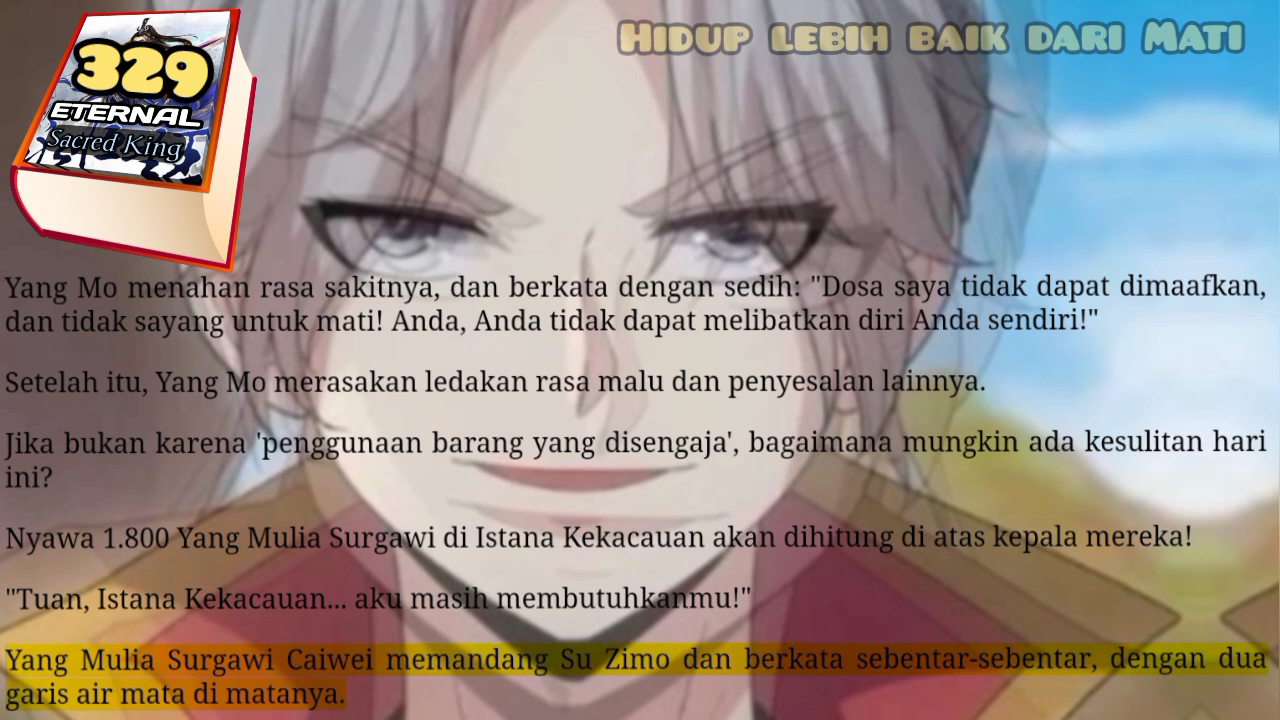 Hidup lebih baik dari Mati
329
ETERNAL
Sacred King
Yang Mo menahan rasa sakitnya, dan berkata dengan sedih: "Dosa saya tidak dapat dimaafkan,
dan tidak sayang untuk mati! Anda, Anda tidak dapat melibatkan diri Anda sendiri!"
Setelah itu, Yang Mo merasakan ledakan rasa malu dan penyesalan lainnya.
Jika bukan karena 'penggunaan barang yang disengaja', bagaimana mungkin ada kesulitan hari
ini?
Nyawa 1.800 Yang Mulia Surgawi di Istana Kekacauan akan dihitung di atas kepala mereka!
"Tuan, Istana Kekacauan... aku masih membutuhkanmu!"
Yang Mulia Surgawi Caiwei memandang Su Zimo dan berkata sebentar-sebentar, dengan dua
garis air mata di matanya.